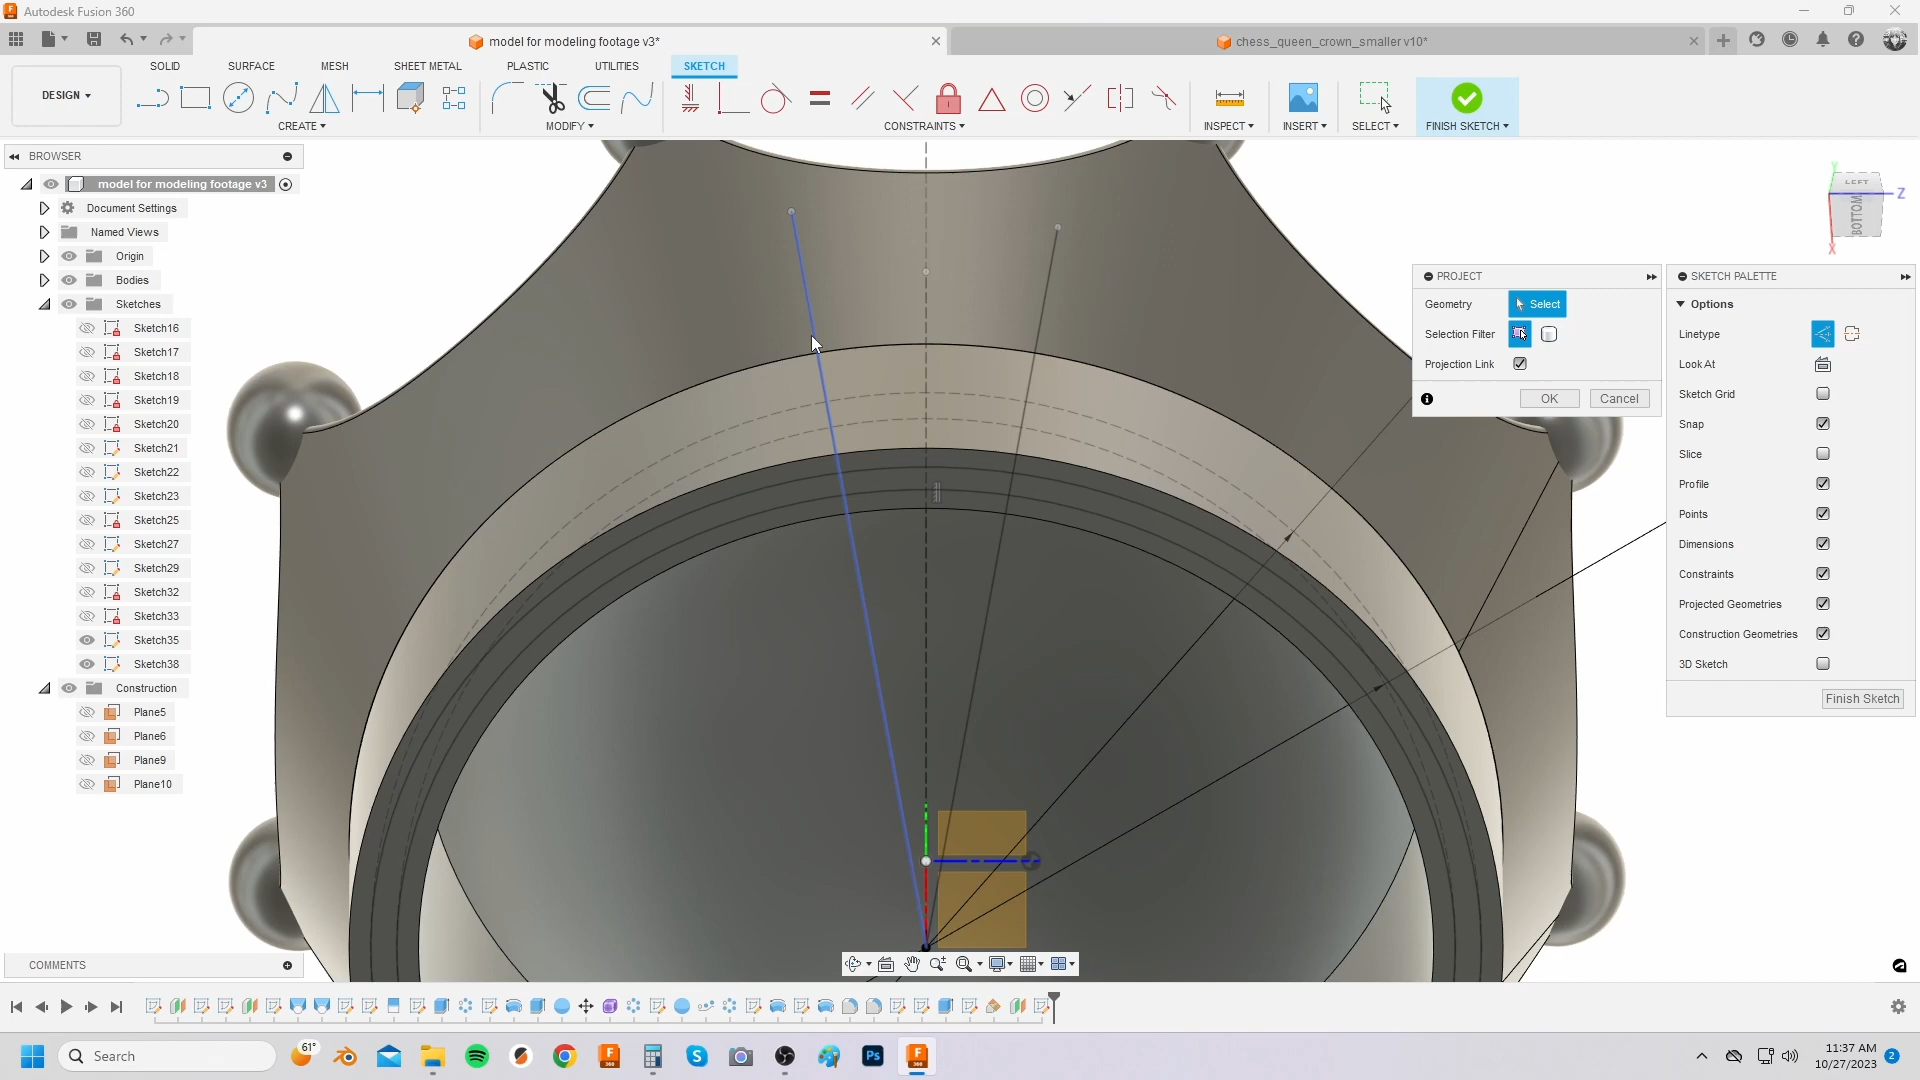 Autodesk Fusion 360
model for modeling footage v3*
chess_queen_crown_smaller v10*
SOLID SURFACE MESH SHEET METAL PLASTIC UTILITIES SKETCH
DESIGN
CREATE MODIFY CONSTRAINTS INSPECT INSERT SELECT FINISH SKETCH
BROWSER
model for modeling footage v3
Document Settings
Named Views
Origin
Bodies
Sketches
Sketch16
Sketch17
Sketch18
Sketch19
Sketch20
Sketch21
Sketch22
Sketch23
Sketch25
Sketch27
Sketch29
Sketch32
Sketch33
Sketch35
Sketch38
Construction
Plane5
Plane6
Plane9
Plane10
COMMENTS
Y
LEFT
Z
BOTTOM
X
PROJECT
Geometry Select
Selection Filter
Projection Link
OK Cancel
SKETCH PALETTE
Options
Linetype
Look At
Sketch Grid
Snap
Slice
Profile
Points
Dimensions
Constraints
Projected Geometries
Construction Geometries
3D Sketch
Finish Sketch
Search
61°
Ps
11:37 AM
10/27/2023
2